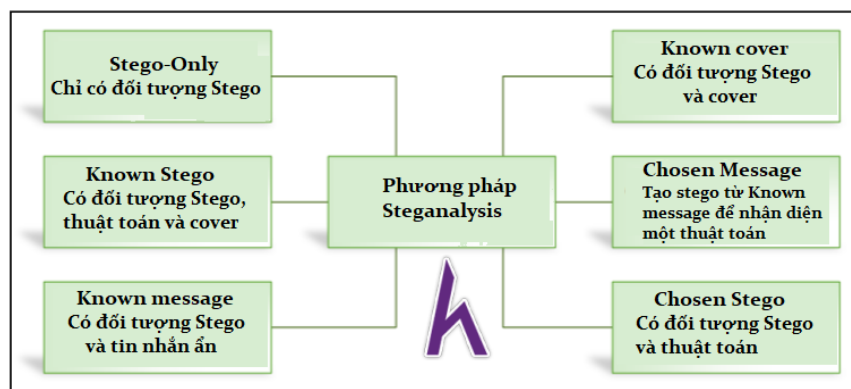 Stego-Only
Chỉ có đối tượng Stego
Known Stego
Có đối tượng Stego,
thuật toán và cover
Known message
Có đối tượng Stego
và tin nhắn ẩn
Phương pháp
Steganalysis
Known cover
Có đối tượng Stego
và cover
Chosen Message
Tạo stego từ Known
message để nhận diện
một thuật toán
Chosen Stego
Có đối tượng Stego
và thuật toán